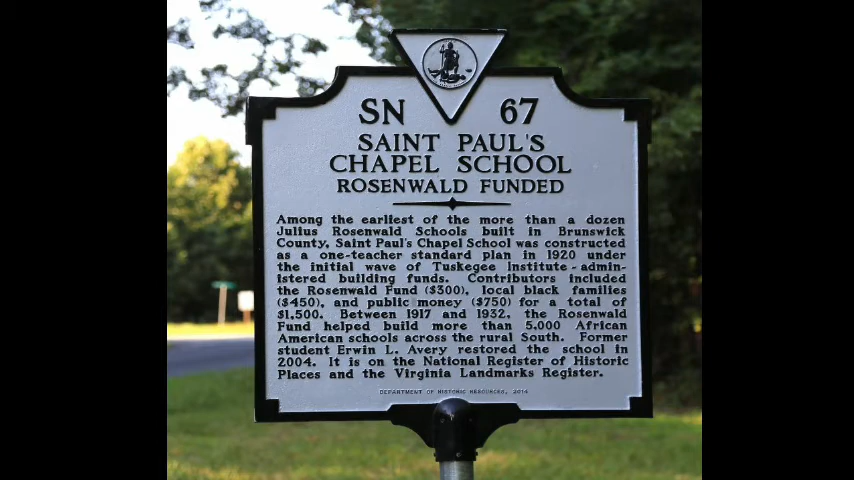 SN 67
SAINT PAUL'S
CHAPEL SCHOOL
ROSENWALD FUNDED
Among the earliest of the more than a dozen
Julius Rosenwald Schools built in Brunswick
County, Saint Paul's Chapel School was constructed
as a one-teacher standard plan in 1920 under
the initial wave of Tuskegee Institute-admin-
istered building funds. Contributors included
the Rosenwald Fund ($300), local black families
($450), and public money ($750) for a total of
$1,500. Between 1917 and 1932, the Rosenwald
Fund helped build more than 5,000 African
American schools across the rural South. Former
student Erwin L. Avery restored the school in
2004. It is on the National Register of Historic
Places and the Virginia Landmarks Register.
DEPARTMENT OF HISTORIC RESOURCES, 2014